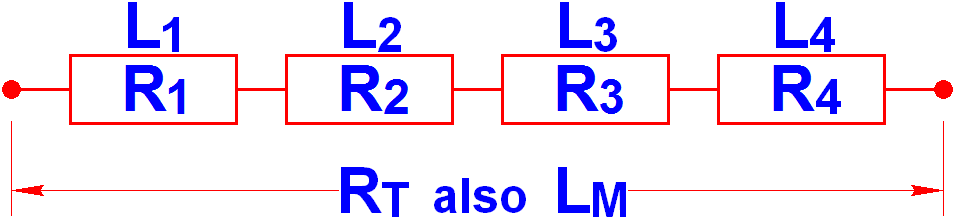 L1 L2 L3 L4
R1 R2 R3 R4
RT also LM